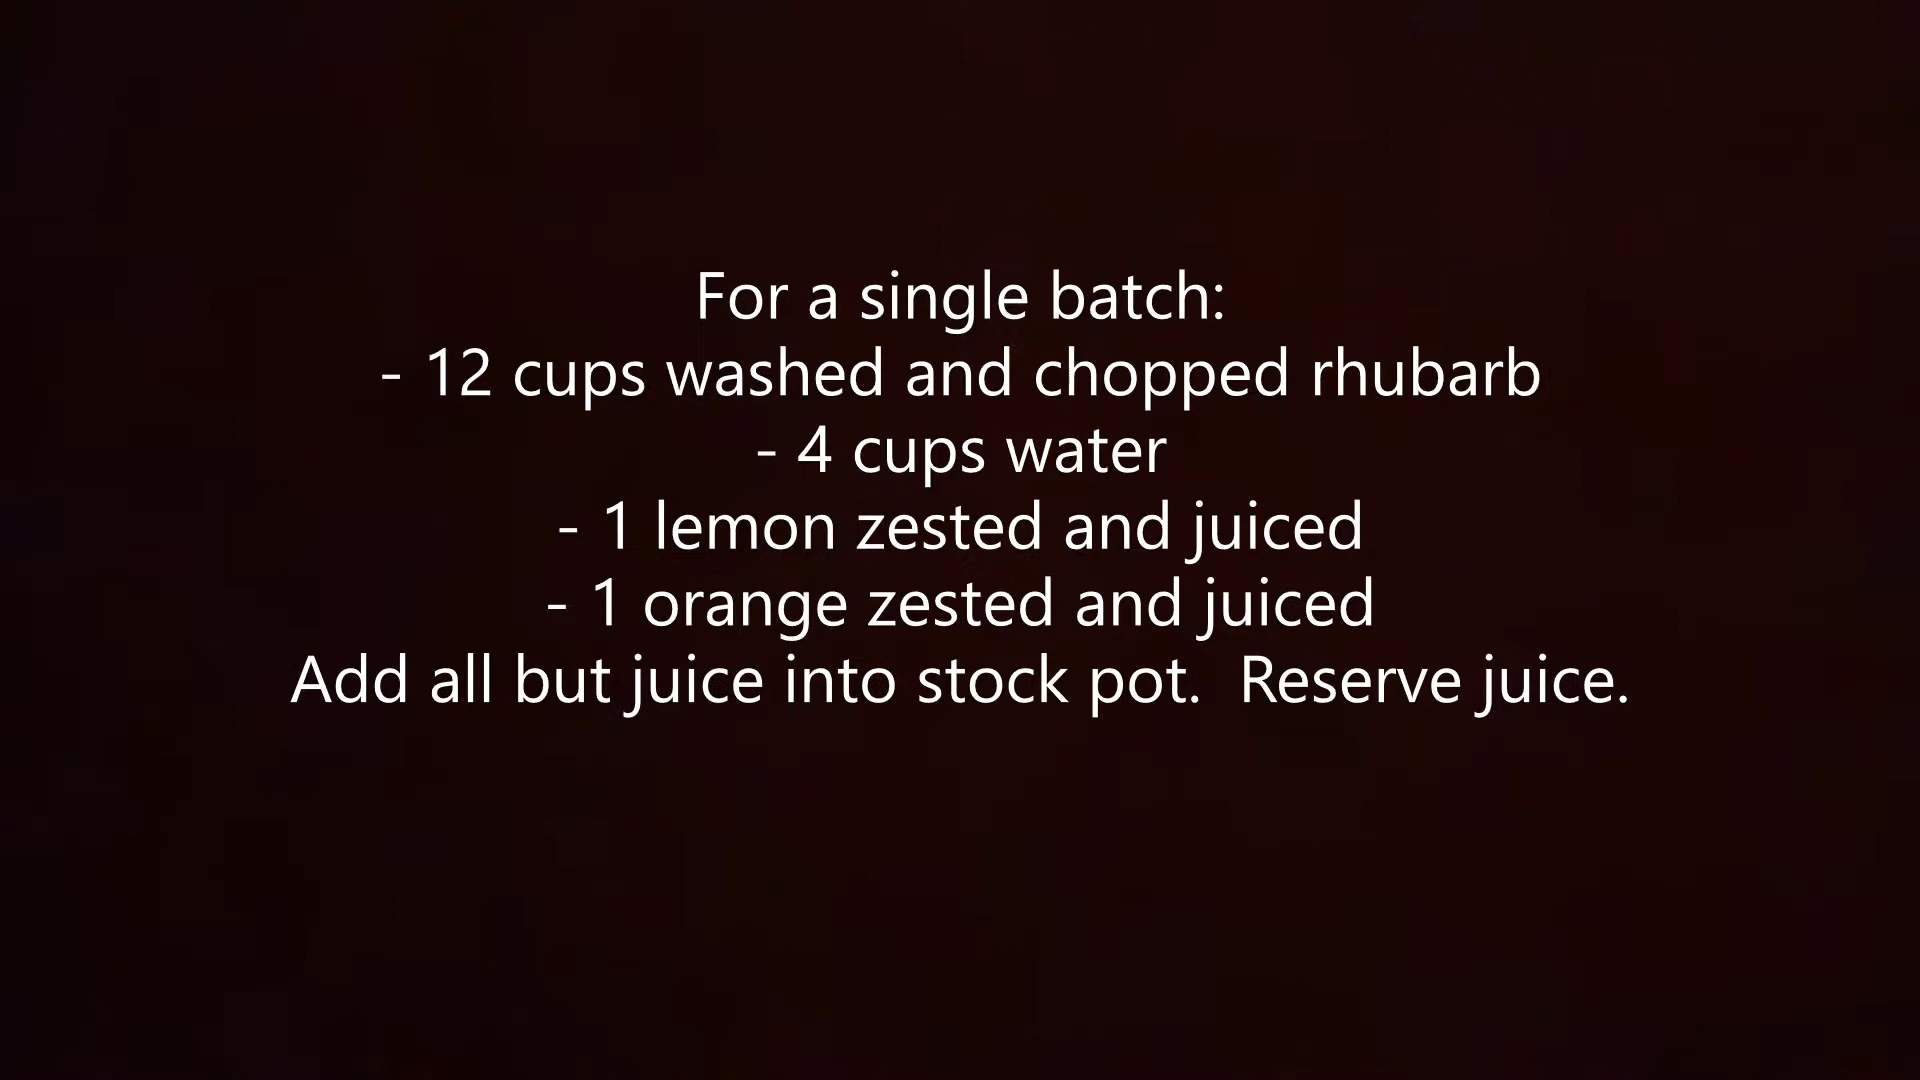 For a single batch:
- 12 cups washed and chopped rhubarb
- 4 cups water
- 1 lemon zested and juiced
- 1 orange zested and juiced
Add all but juice into stock pot.  Reserve juice.